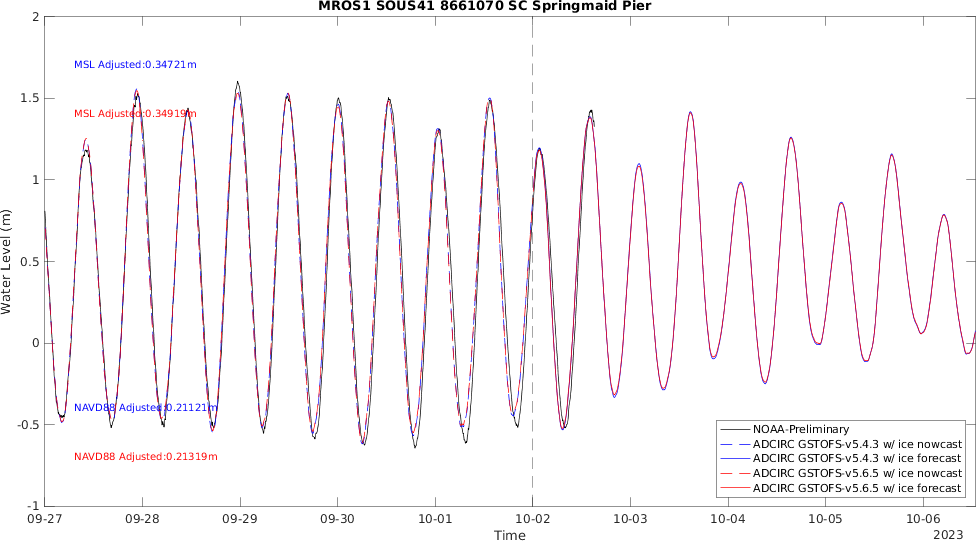 MROS1 SOUS41 8661070 SC Springmaid Pier
2
1.5
1
0.5
0
-0.5
-1
Water Level (m)
MSL Adjusted:0.34721m
MSL Adjusted:0.34919m
NAVD88 Adjusted:0.21121m
NAVD88 Adjusted:0.21319m
NOAA-Preliminary
ADCIRC GSTOFS-v5.4.3 w/ ice nowcast
ADCIRC GSTOFS-v5.4.3 w/ ice forecast
ADCIRC GSTOFS-v5.6.5 w/ ice nowcast
ADCIRC GSTOFS-v5.6.5 w/ ice forecast
09-27 09-28 09-29 09-30 10-01 10-02 10-03 10-04 10-05 10-06
Time
2023